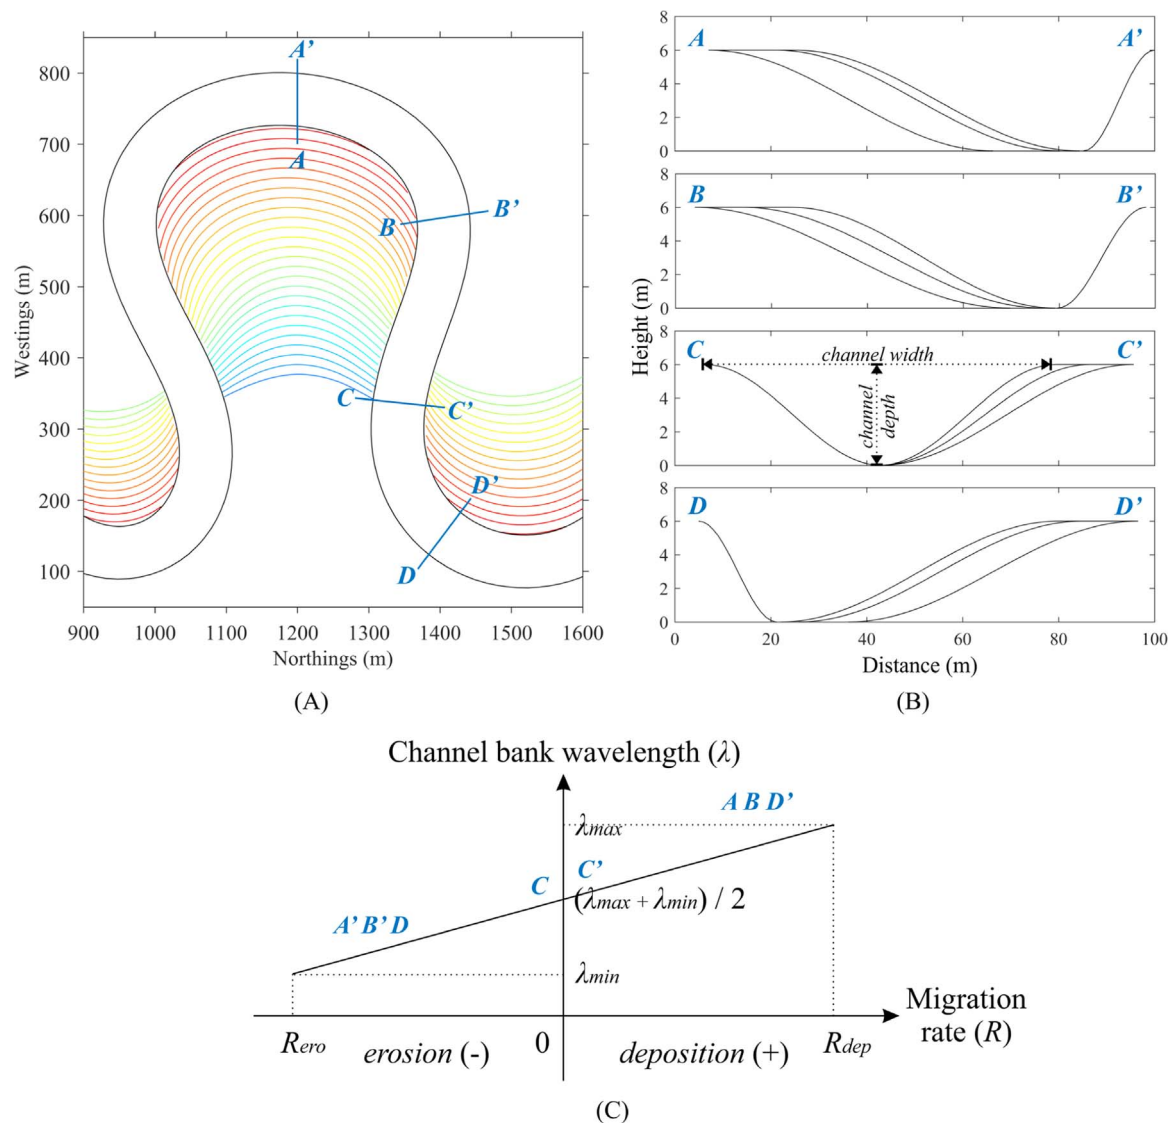 A'
A
B
B'
C
C'
D'
D
800
700
600
500
400
300
200
100
Westings (m)
900 1000 1100 1200 1300 1400 1500 1600
Northings (m)
(A)
A A'
8
6
4
2
0
B B'
8
6
4
2
0
C C'
channel width
channel depth
8
6
4
2
0
D D'
8
6
4
2
0
Height (m)
0 20 40 60 80 100
Distance (m)
(B)
Channel bank wavelength (λ)
A B D'
λmax
C'
C
(λmax + λmin) / 2
A' B' D
λmin
Migration
rate (R)
Rero
erosion (-)
0
deposition (+)
Rdep
(C)